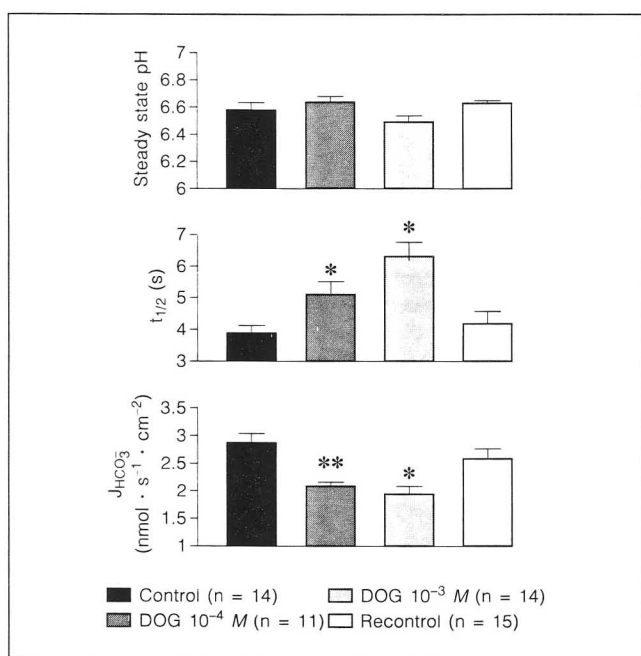 Steady state pH
7
6.8
6.6
6.4
6.2
6
t1/2 (s)
7
6
5
4
3
*
*
JHCO3−
(nmol · s−1 · cm−2)
3.5
3
2.5
2
1.5
1
**
*
Control (n = 14)
DOG 10−3 M (n = 14)
DOG 10−4 M (n = 11)
Recontrol (n = 15)